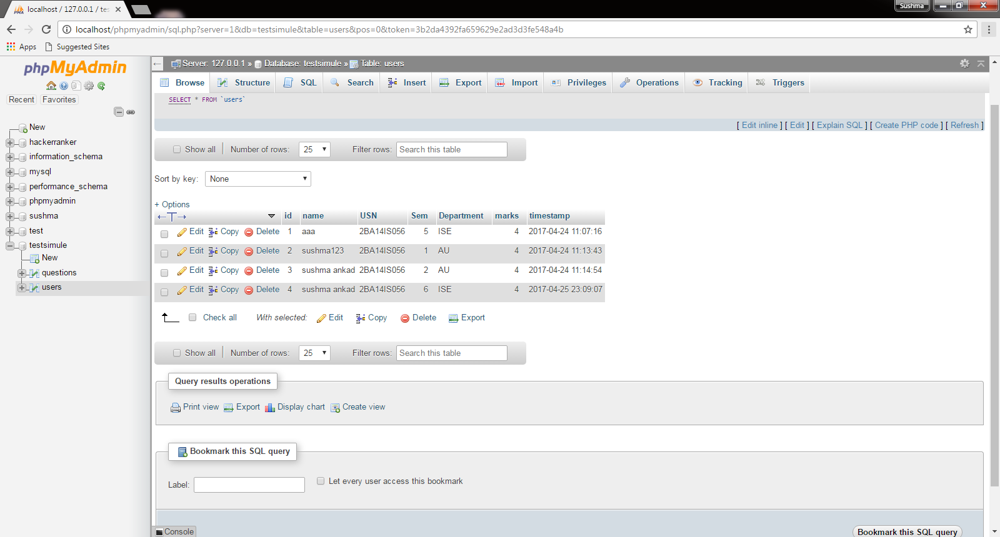 localhost / 127.0.0.1 / tes
Sushma
localhost/phpmyadmin/sql.php?server=1&db=testsimule&table=users&pos=0&token=3b2da4392fa659629e2ad3d3fe548a4b
Apps Suggested Sites
phpMyAdmin
Recent Favorites
New
hackerranker
information_schema
mysql
performance_schema
phpmyadmin
sushma
test
testsimule
New
questions
users
Server: 127.0.0.1 » Database: testsimule » Table: users
Browse Structure SQL Search Insert Export Import Privileges Operations Tracking Triggers
SELECT * FROM `users`
[ Edit inline ] [ Edit ] [ Explain SQL ] [ Create PHP code ] [ Refresh ]
Show all Number of rows: 25 Filter rows: Search this table
Sort by key: None
+ Options
id name USN Sem Department marks timestamp
Edit Copy Delete 1 aaa 2BA14IS056 5 ISE 4 2017-04-24 11:07:16
Edit Copy Delete 2 sushma123 2BA14IS056 1 AU 4 2017-04-24 11:13:43
Edit Copy Delete 3 sushma ankad 2BA14IS056 2 AU 4 2017-04-24 11:14:54
Edit Copy Delete 4 sushma ankad 2BA14IS056 6 ISE 4 2017-04-25 23:09:07
Check all With selected: Edit Copy Delete Export
Show all Number of rows: 25 Filter rows: Search this table
Query results operations
Print view Export Display chart Create view
Bookmark this SQL query
Label: Let every user access this bookmark
Console
Bookmark this SQL query